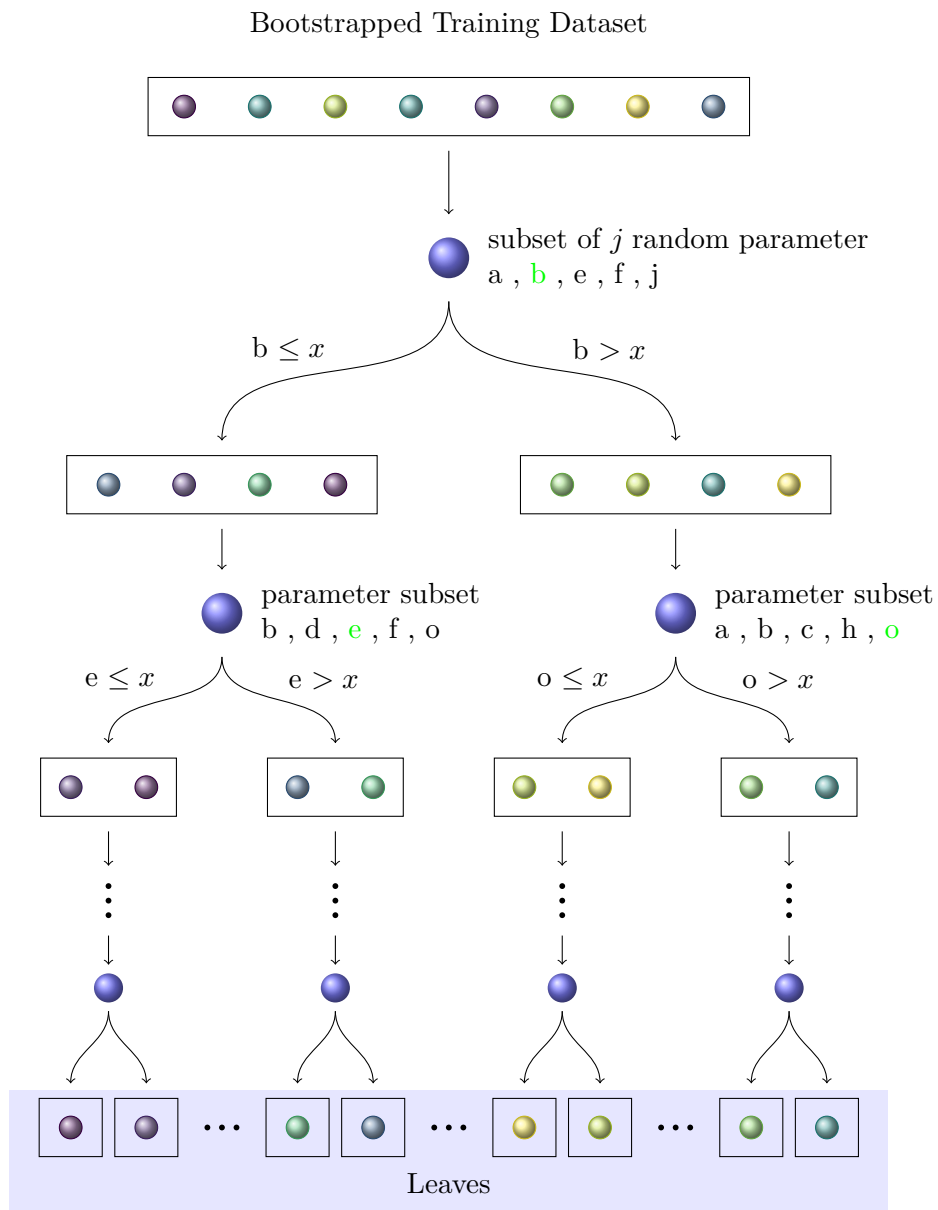 Bootstrapped Training Dataset
subset of j random parameter
a , b , e , f , j
b ≤ x
b > x
parameter subset
b , d , e , f , o
parameter subset
a , b , c , h , o
e ≤ x
e > x
o ≤ x
o > x
Leaves